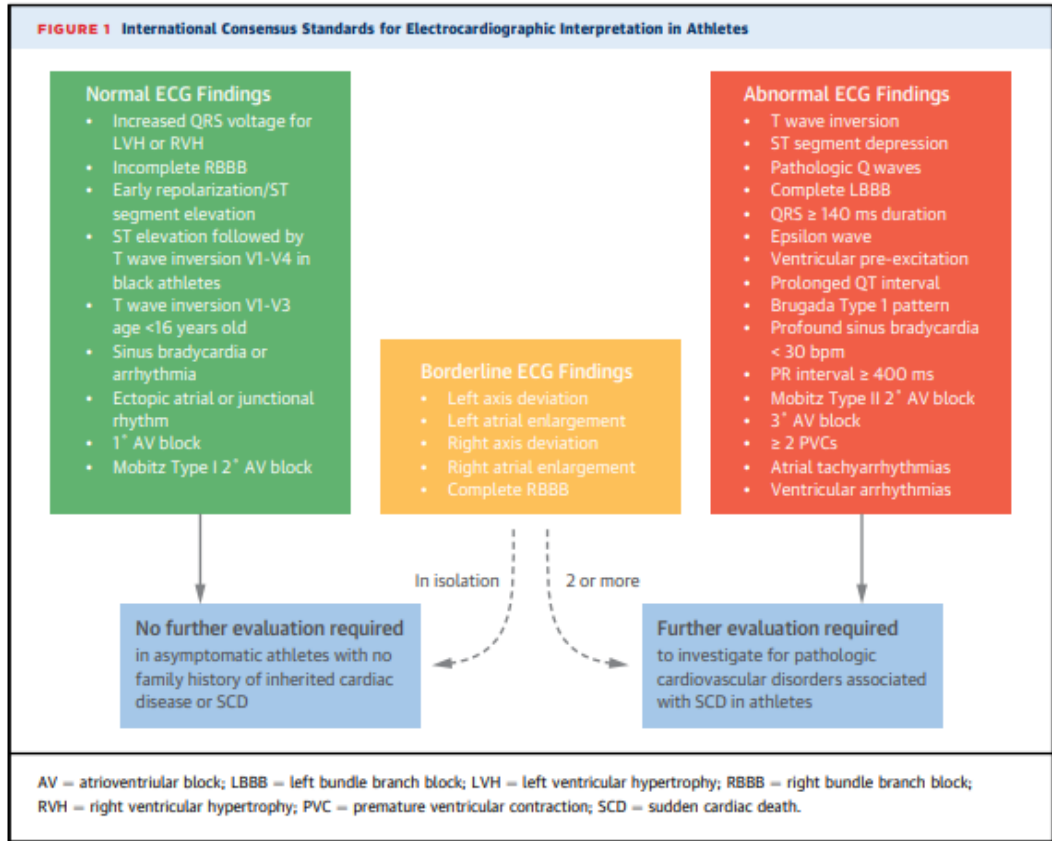 FIGURE 1 International Consensus Standards for Electrocardiographic Interpretation in Athletes
Normal ECG Findings
• Increased QRS voltage for
LVH or RVH
• Incomplete RBBB
• Early repolarization/ST
segment elevation
• ST elevation followed by
T wave inversion V1-V4 in
black athletes
• T wave inversion V1-V3
age <16 years old
• Sinus bradycardia or
arrhythmia
• Ectopic atrial or junctional
rhythm
• 1˚ AV block
• Mobitz Type I 2˚ AV block
Borderline ECG Findings
• Left axis deviation
• Left atrial enlargement
• Right axis deviation
• Right atrial enlargement
• Complete RBBB
Abnormal ECG Findings
• T wave inversion
• ST segment depression
• Pathologic Q waves
• Complete LBBB
• QRS ≥ 140 ms duration
• Epsilon wave
• Ventricular pre-excitation
• Prolonged QT interval
• Brugada Type 1 pattern
• Profound sinus bradycardia
< 30 bpm
• PR interval ≥ 400 ms
• Mobitz Type II 2˚ AV block
• 3˚ AV block
• ≥ 2 PVCs
• Atrial tachyarrhythmias
• Ventricular arrhythmias
In isolation
2 or more
No further evaluation required
in asymptomatic athletes with no
family history of inherited cardiac
disease or SCD
Further evaluation required
to investigate for pathologic
cardiovascular disorders associated
with SCD in athletes
AV = atrioventriular block; LBBB = left bundle branch block; LVH = left ventricular hypertrophy; RBBB = right bundle branch block;
RVH = right ventricular hypertrophy; PVC = premature ventricular contraction; SCD = sudden cardiac death.